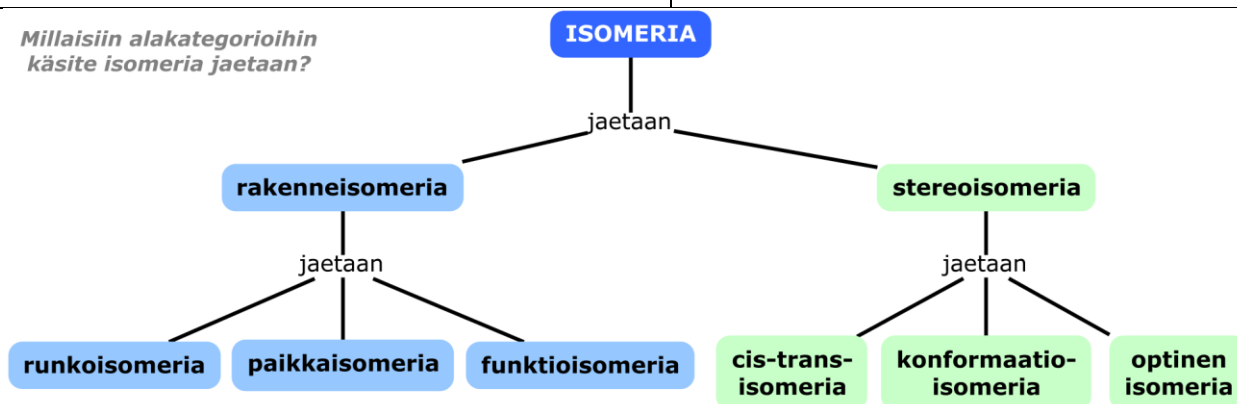 Millaisiin alakategorioihin
käsite isomeria jaetaan?
ISOMERIA
jaetaan
rakenneisomeria
stereoisomeria
jaetaan
jaetaan
runkoisomeria
paikkaisomeria
funktioisomeria
cis-trans-
isomeria
konformaatio-
isomeria
optinen
isomeria